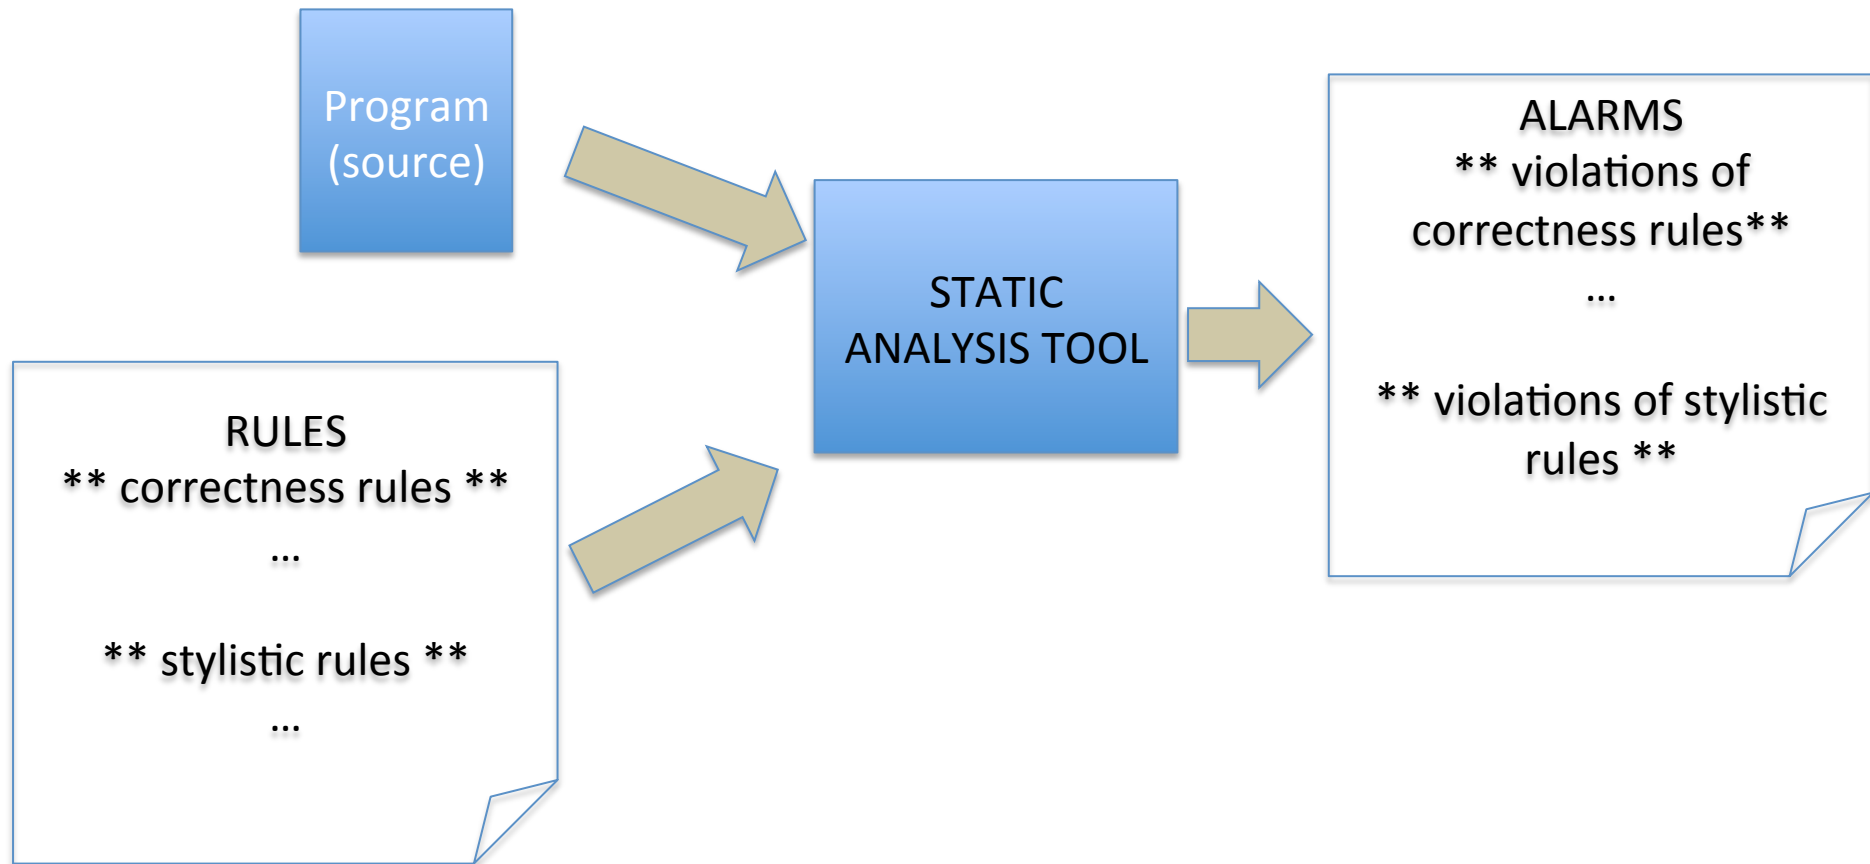 Program
(source)
RULES
** correctness rules **
...
** stylistic rules **
...
STATIC
ANALYSIS TOOL
ALARMS
** violations of
correctness rules**
...
** violations of stylistic
rules **